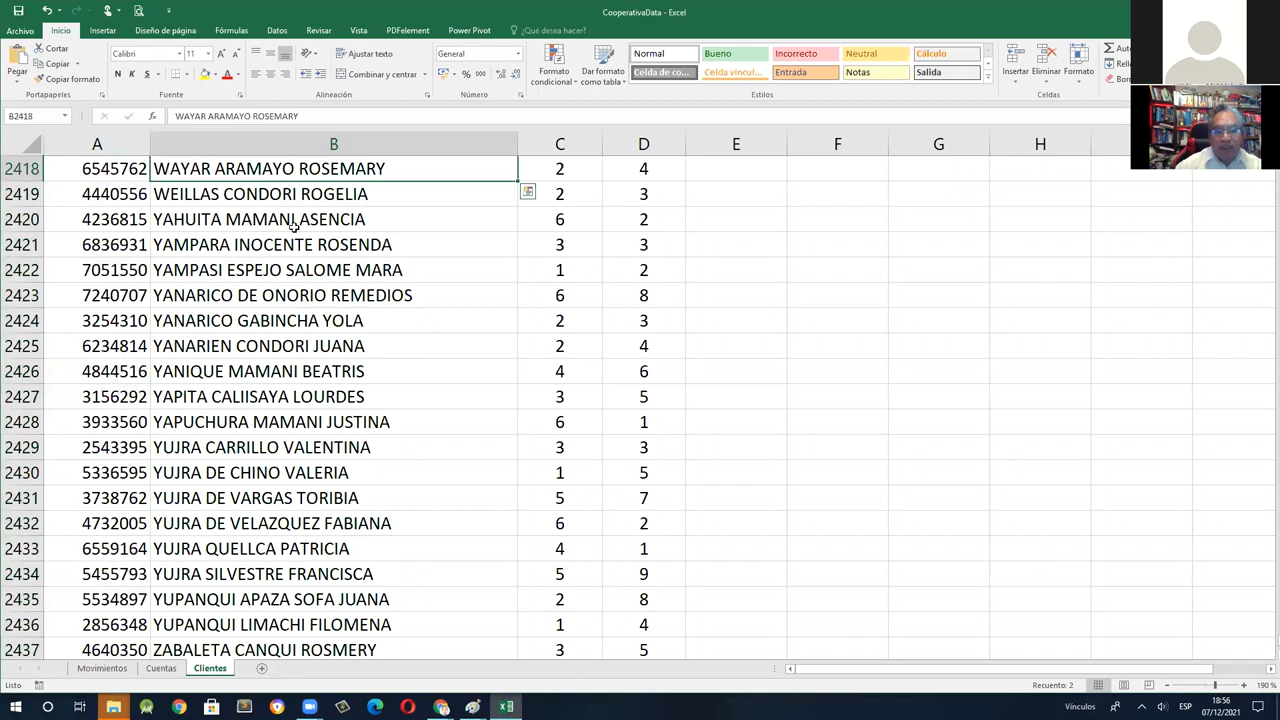 CooperativaData - Excel
Archivo Inicio Insertar Diseño de página Fórmulas Datos Revisar Vista PDFelement Power Pivot ¿Qué desea hacer?
Pegar
Cortar
Copiar
Copiar formato
Portapapeles
Calibri 11
N K S
Fuente
Ajustar texto
Combinar y centrar
Alineación
General
% 000
Número
Formato condicional
Dar formato como tabla
Normal Bueno Incorrecto Neutral Cálculo
Celda de co... Celda vincul... Entrada Notas Salida
Estilos
Insertar Eliminar Formato
Celdas
B2418 WAYAR ARAMAYO ROSEMARY
A B C D E F G H
2418 6545762 WAYAR ARAMAYO ROSEMARY 2 4
2419 4440556 WEILLAS CONDORI ROGELIA 2 3
2420 4236815 YAHUITA MAMANI ASENCIA 6 2
2421 6836931 YAMPARA INOCENTE ROSENDA 3 3
2422 7051550 YAMPASI ESPEJO SALOME MARA 1 2
2423 7240707 YANARICO DE ONORIO REMEDIOS 6 8
2424 3254310 YANARICO GABINCHA YOLA 2 3
2425 6234814 YANARIEN CONDORI JUANA 2 4
2426 4844516 YANIQUE MAMANI BEATRIS 4 6
2427 3156292 YAPITA CALIISAYA LOURDES 3 5
2428 3933560 YAPUCHURA MAMANI JUSTINA 6 1
2429 2543395 YUJRA CARRILLO VALENTINA 3 3
2430 5336595 YUJRA DE CHINO VALERIA 1 5
2431 3738762 YUJRA DE VARGAS TORIBIA 5 7
2432 4732005 YUJRA DE VELAZQUEZ FABIANA 6 2
2433 6559164 YUJRA QUELLCA PATRICIA 4 1
2434 5455793 YUJRA SILVESTRE FRANCISCA 5 9
2435 5534897 YUPANQUI APAZA SOFA JUANA 2 8
2436 2856348 YUPANQUI LIMACHI FILOMENA 1 4
2437 4640350 ZABALETA CANQUI ROSMERY 3 5
Movimientos Cuentas Clientes
Listo Recuento: 2 190 %
Vínculos ESP 18:56
07/12/2021